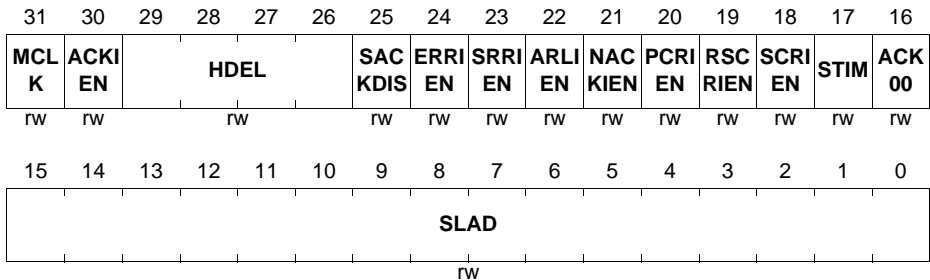 31 30 29 28 27 26 25 24 23 22 21 20 19 18 17 16
MCL ACKI HDEL SAC ERRI SRRI ARLI NAC PCRI RSC SCRI STIM ACK
K EN KDIS EN EN EN KIEN EN RIEN EN 00
rw rw rw rw rw rw rw rw rw rw rw rw rw
15 14 13 12 11 10 9 8 7 6 5 4 3 2 1 0
SLAD
rw